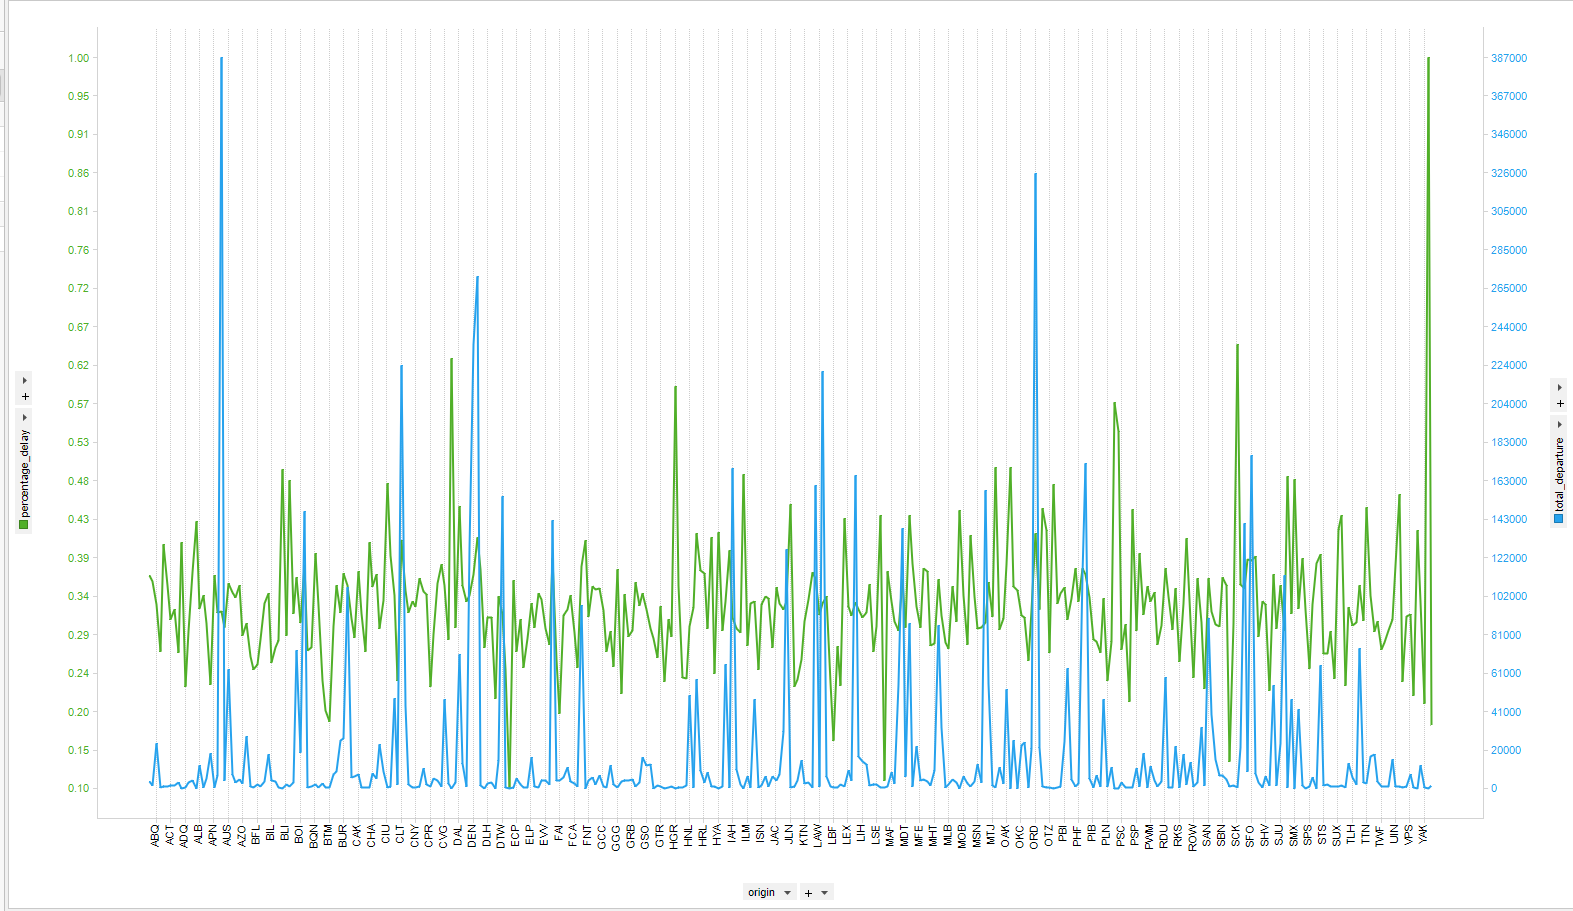 1.00
0.95
0.91
0.86
0.81
0.76
0.72
0.67
0.62
0.57
0.53
0.48
0.43
0.39
0.34
0.29
0.24
0.20
0.15
0.10
percentage_delay
+
387000
367000
346000
326000
305000
285000
265000
244000
224000
204000
183000
163000
143000
122000
102000
81000
61000
41000
20000
0
total_departure
+
ABQ
ACT
ADQ
ALB
APN
AUS
AZO
BFL
BIL
BLI
BOI
BQN
BTM
BUR
CAK
CHA
CIU
CLT
CNY
CPR
CVG
DAL
DEN
DLH
DTW
ECP
ELP
EVV
FAI
FCA
FNT
GCC
GGG
GRB
GSO
GTR
HGR
HNL
HRL
HYA
IAH
ILM
ISN
JAC
JLN
KTN
LAW
LBF
LEX
LIH
LSE
MAF
MDT
MFE
MHT
MLB
MOB
MSN
MTJ
OAK
OKC
ORD
OTZ
PBI
PHF
PIB
PLN
PSC
PSP
PWM
RDU
RKS
ROW
SAN
SBN
SCK
SFO
SHV
SJU
SMX
SPS
STS
SUX
TLH
TTN
TWF
UIN
VPS
YAK
origin +